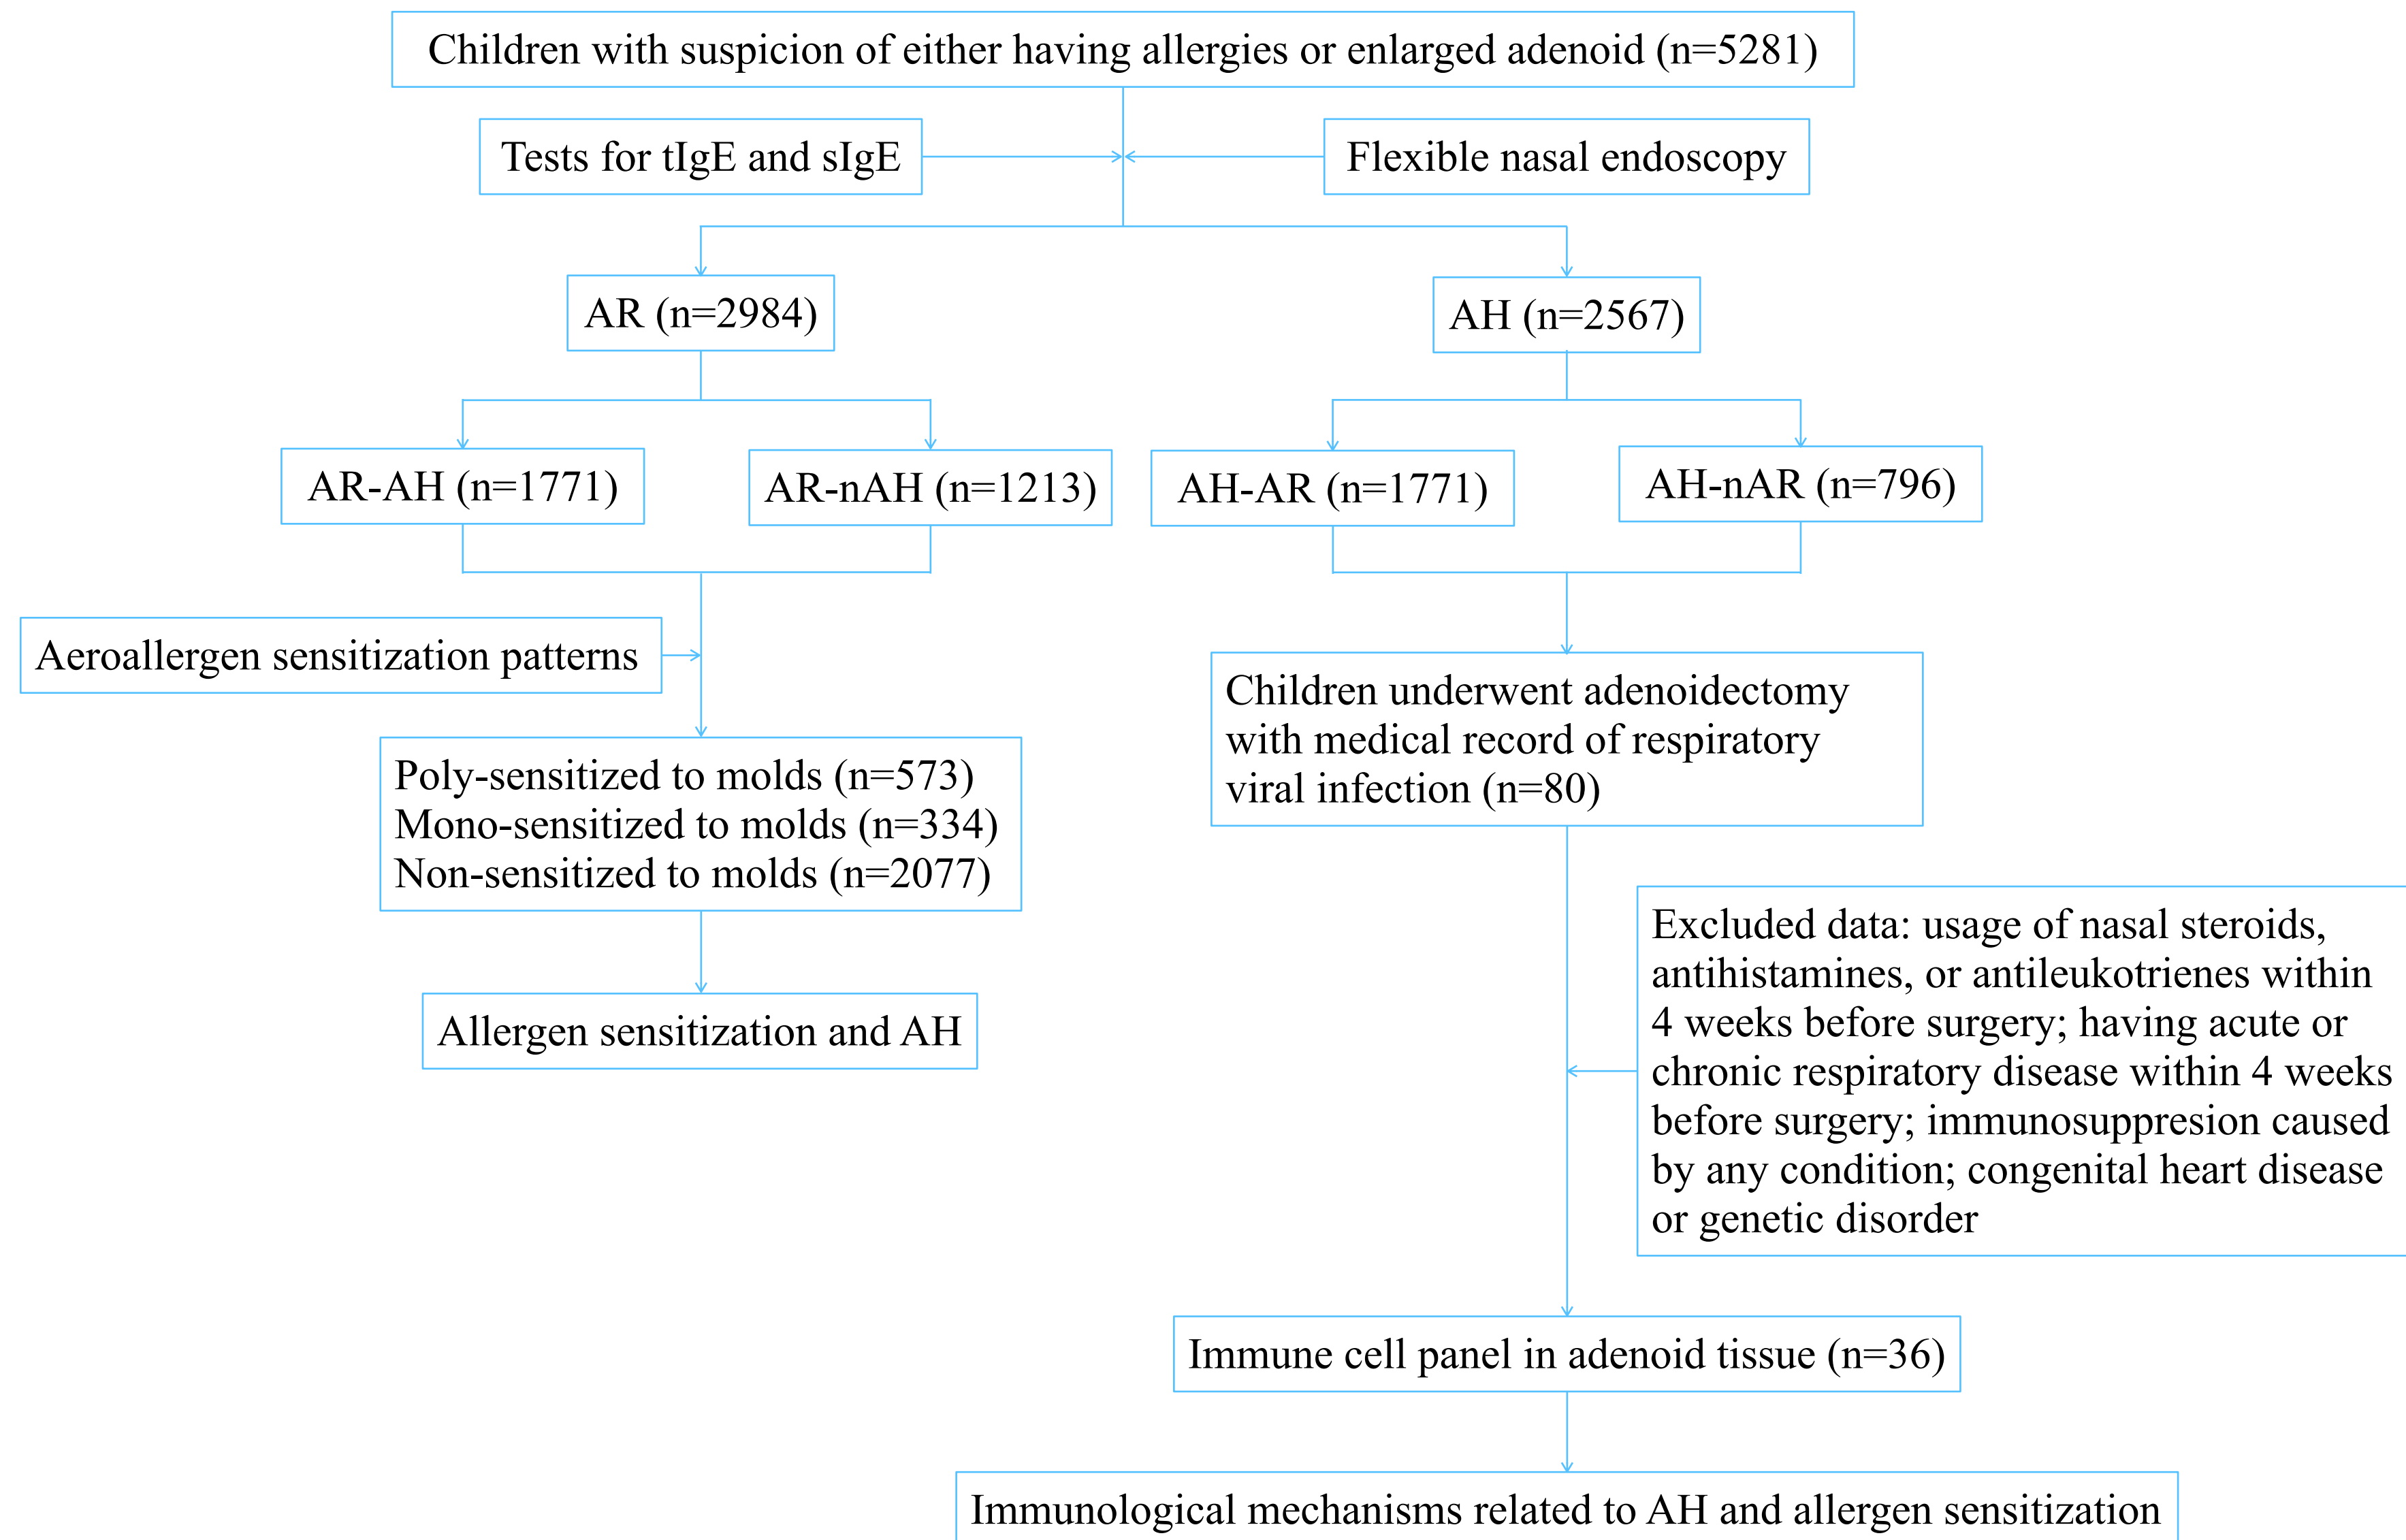 Children with suspicion of either having allergies or enlarged adenoid (n=5281)
Tests for tIgE and sIgE
Flexible nasal endoscopy
AR (n=2984)
AH (n=2567)
AR-AH (n=1771)
AR-nAH (n=1213)
AH-AR (n=1771)
AH-nAR (n=796)
Aeroallergen sensitization patterns
Children underwent adenoidectomy
with medical record of respiratory
viral infection (n=80)
Poly-sensitized to molds (n=573)
Mono-sensitized to molds (n=334)
Non-sensitized to molds (n=2077)
Excluded data: usage of nasal steroids,
antihistamines, or antileukotrienes within
4 weeks before surgery; having acute or
chronic respiratory disease within 4 weeks
before surgery; immunosuppresion caused
by any condition; congenital heart disease
or genetic disorder
Allergen sensitization and AH
Immune cell panel in adenoid tissue (n=36)
Immunological mechanisms related to AH and allergen sensitization